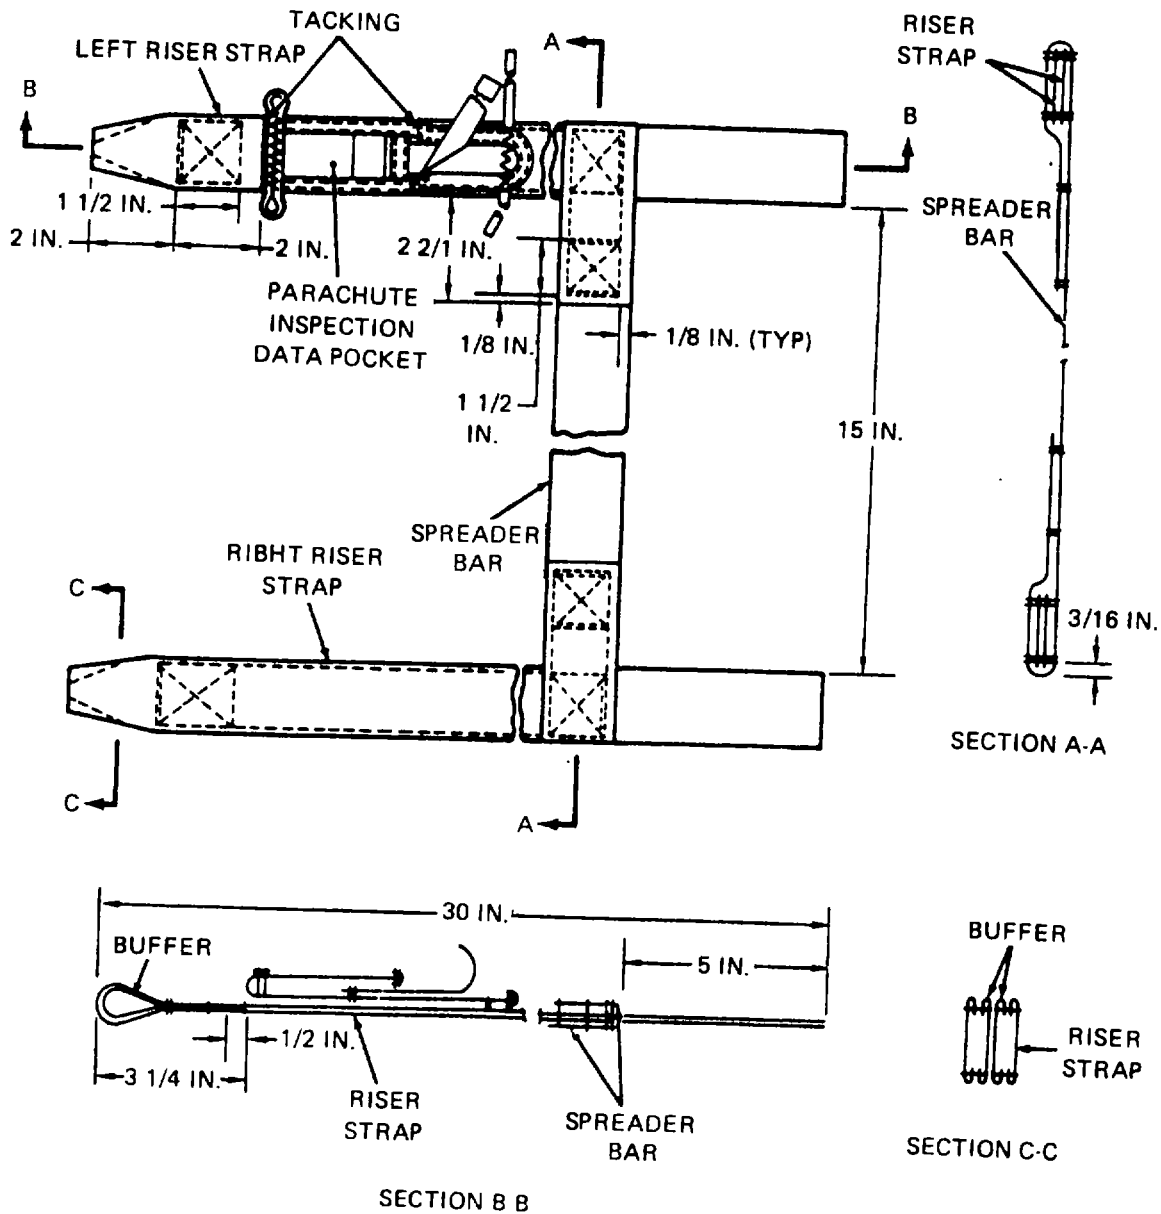 TACKING
LEFT RISER STRAP
A
RISER
STRAP
B
B
1 1/2 IN.
2 IN.
2 IN.
2 2/1 IN.
SPREADER
BAR
PARACHUTE
INSPECTION
DATA POCKET
1/8 IN.
1/8 IN. (TYP)
1 1/2
IN.
15 IN.
SPREADER
BAR
RIBHT RISER
STRAP
C
3/16 IN.
SECTION A-A
C
A
30 IN.
BUFFER
5 IN.
BUFFER
1/2 IN.
3 1/4 IN.
RISER
STRAP
SPREADER
BAR
RISER
STRAP
SECTION C-C
SECTION B B